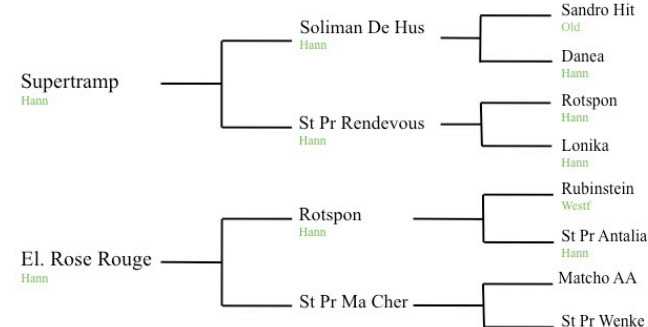 Sandro Hit
Old
Soliman De Hus
Hann
Danea
Hann
Supertramp
Hann
Rotspon
Hann
St Pr Rendevous
Hann
Lonika
Hann
Rubinstein
Westf
Rotspon
Hann
St Pr Antalia
Hann
El. Rose Rouge
Hann
Matcho AA
St Pr Ma Cher
St Pr Wenke